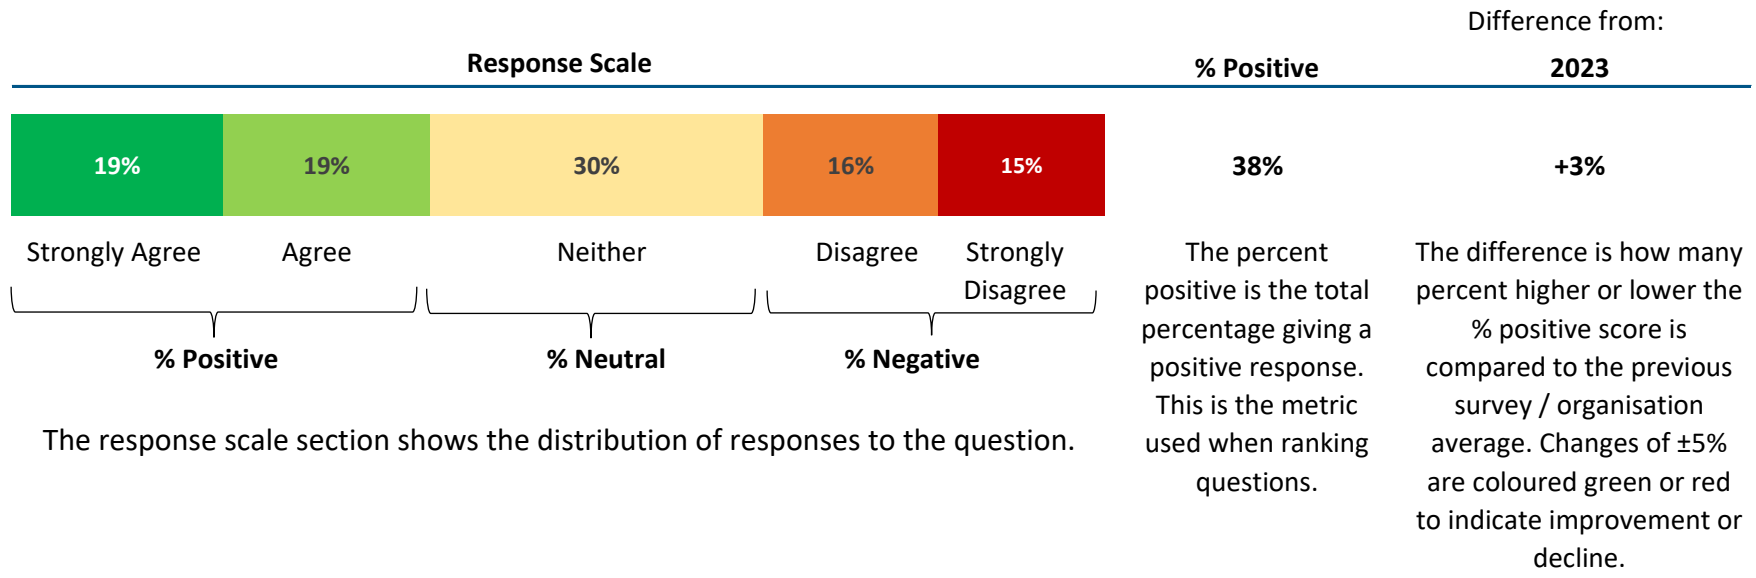 Difference from:
Response Scale
% Positive
2023
19%
19%
30%
16%
15%
38%
+3%
Strongly Agree
Agree
Neither
Disagree
Strongly
Disagree
% Positive
% Neutral
% Negative
The response scale section shows the distribution of responses to the question.
The percent
positive is the total
percentage giving a
positive response.
This is the metric
used when ranking
questions.
The difference is how many
percent higher or lower the
% positive score is
compared to the previous
survey / organisation
average. Changes of ±5%
are coloured green or red
to indicate improvement or
decline.